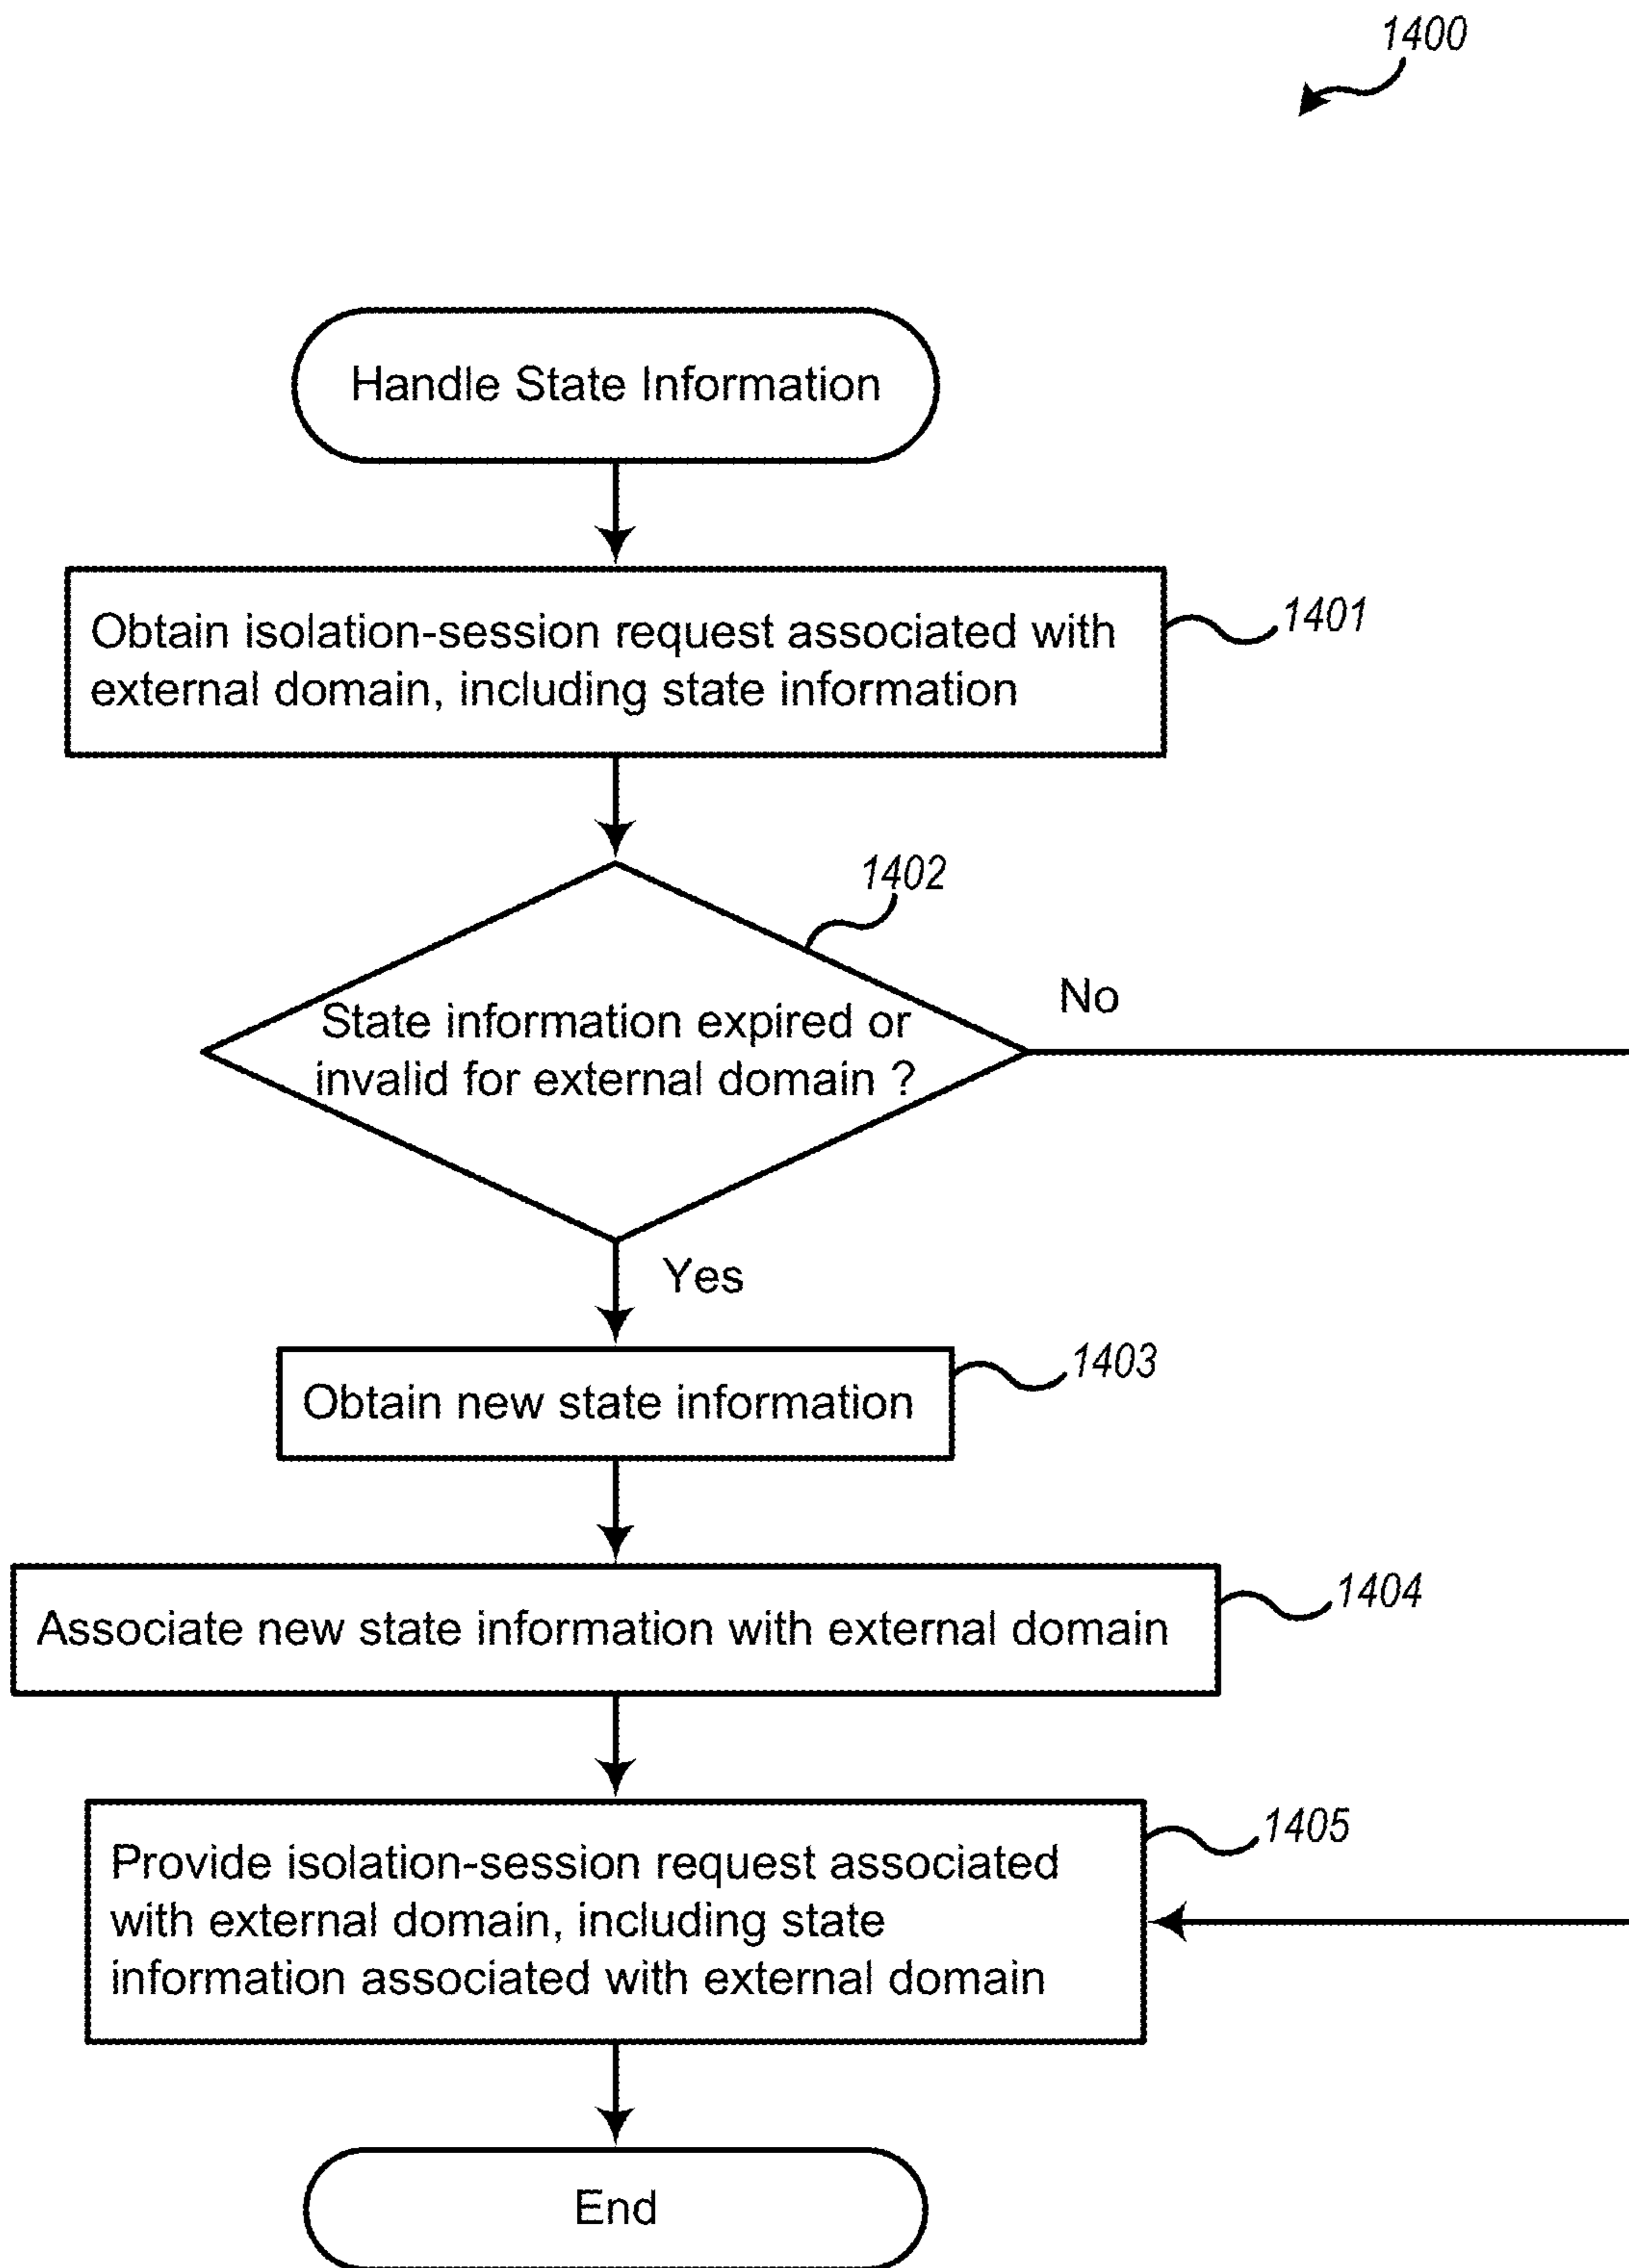 1400
Handle State Information
Obtain isolation-session request associated with
external domain, including state information
1401
1402
State information expired or
invalid for external domain ?
No
Yes
Obtain new state information
1403
Associate new state information with external domain
1404
Provide isolation-session request associated
with external domain, including state
information associated with external domain
1405
End